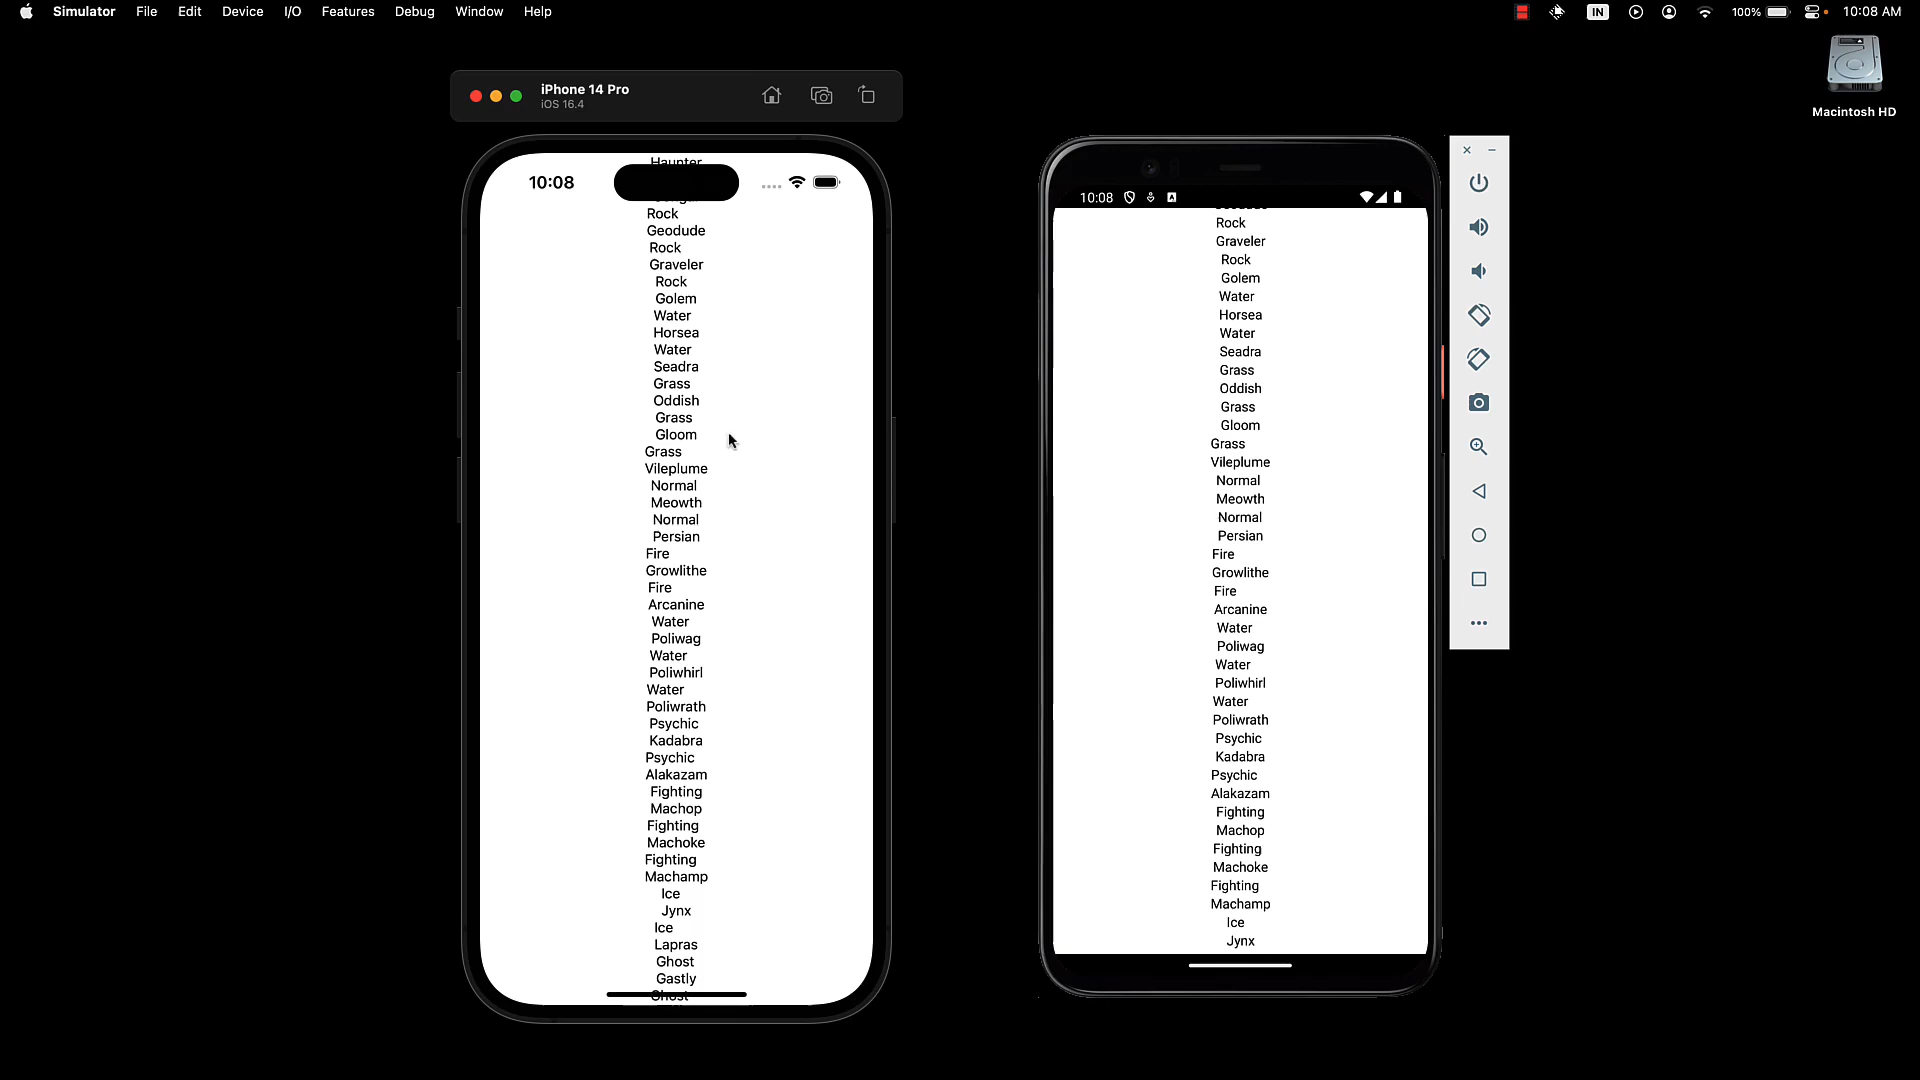 Simulator File Edit Device I/O Features Debug Window Help
IN 100% 10:08 AM
Macintosh HD
iPhone 14 Pro
iOS 16.4
Haunter
10:08
Rock
Geodude
Rock
Graveler
Rock
Golem
Water
Horsea
Water
Seadra
Grass
Oddish
Grass
Gloom
Grass
Vileplume
Normal
Meowth
Normal
Persian
Fire
Growlithe
Fire
Arcanine
Water
Poliwag
Water
Poliwhirl
Water
Poliwrath
Psychic
Kadabra
Psychic
Alakazam
Fighting
Machop
Fighting
Machoke
Fighting
Machamp
Ice
Jynx
Ice
Lapras
Ghost
Gastly
Ghost
10:08
Geodude
Rock
Graveler
Rock
Golem
Water
Horsea
Water
Seadra
Grass
Oddish
Grass
Gloom
Grass
Vileplume
Normal
Meowth
Normal
Persian
Fire
Growlithe
Fire
Arcanine
Water
Poliwag
Water
Poliwhirl
Water
Poliwrath
Psychic
Kadabra
Psychic
Alakazam
Fighting
Machop
Fighting
Machoke
Fighting
Machamp
Ice
Jynx